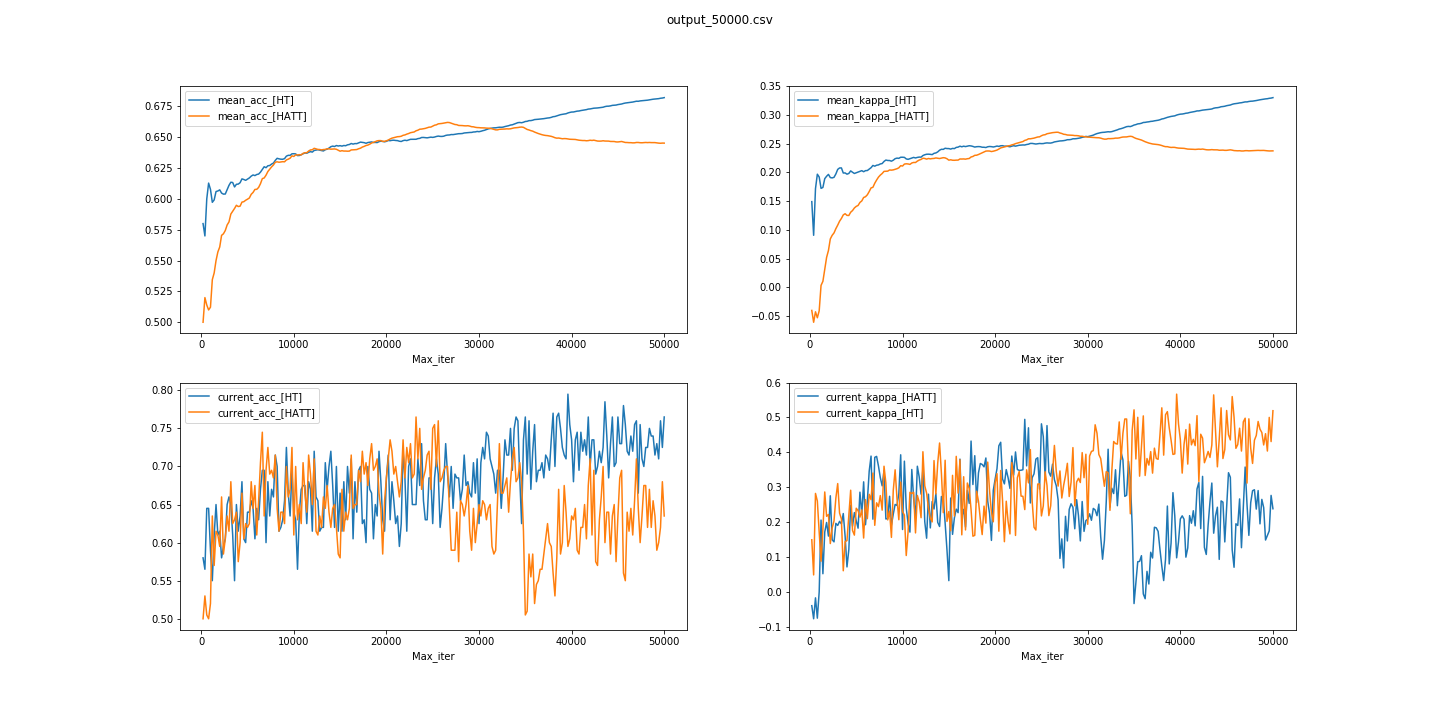 output_50000.csv
0.675
0.650
0.625
0.600
0.575
0.550
0.525
0.500
mean_acc_[HT]
mean_acc_[HATT]
0 10000 20000 30000 40000 50000
Max_iter
0.35
0.30
0.25
0.20
0.15
0.10
0.05
0.00
−0.05
mean_kappa_[HT]
mean_kappa_[HATT]
0 10000 20000 30000 40000 50000
Max_iter
0.80
0.75
0.70
0.65
0.60
0.55
0.50
current_acc_[HT]
current_acc_[HATT]
0 10000 20000 30000 40000 50000
Max_iter
0.6
0.5
0.4
0.3
0.2
0.1
0.0
−0.1
current_kappa_[HATT]
current_kappa_[HT]
0 10000 20000 30000 40000 50000
Max_iter